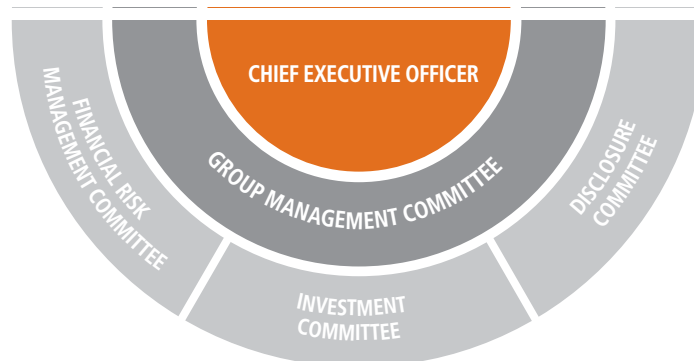 CHIEF EXECUTIVE OFFICER
GROUP MANAGEMENT COMMITTEE
FINANCIAL RISK
MANAGEMENT COMMITTEE
INVESTMENT
COMMITTEE
DISCLOSURE
COMMITTEE